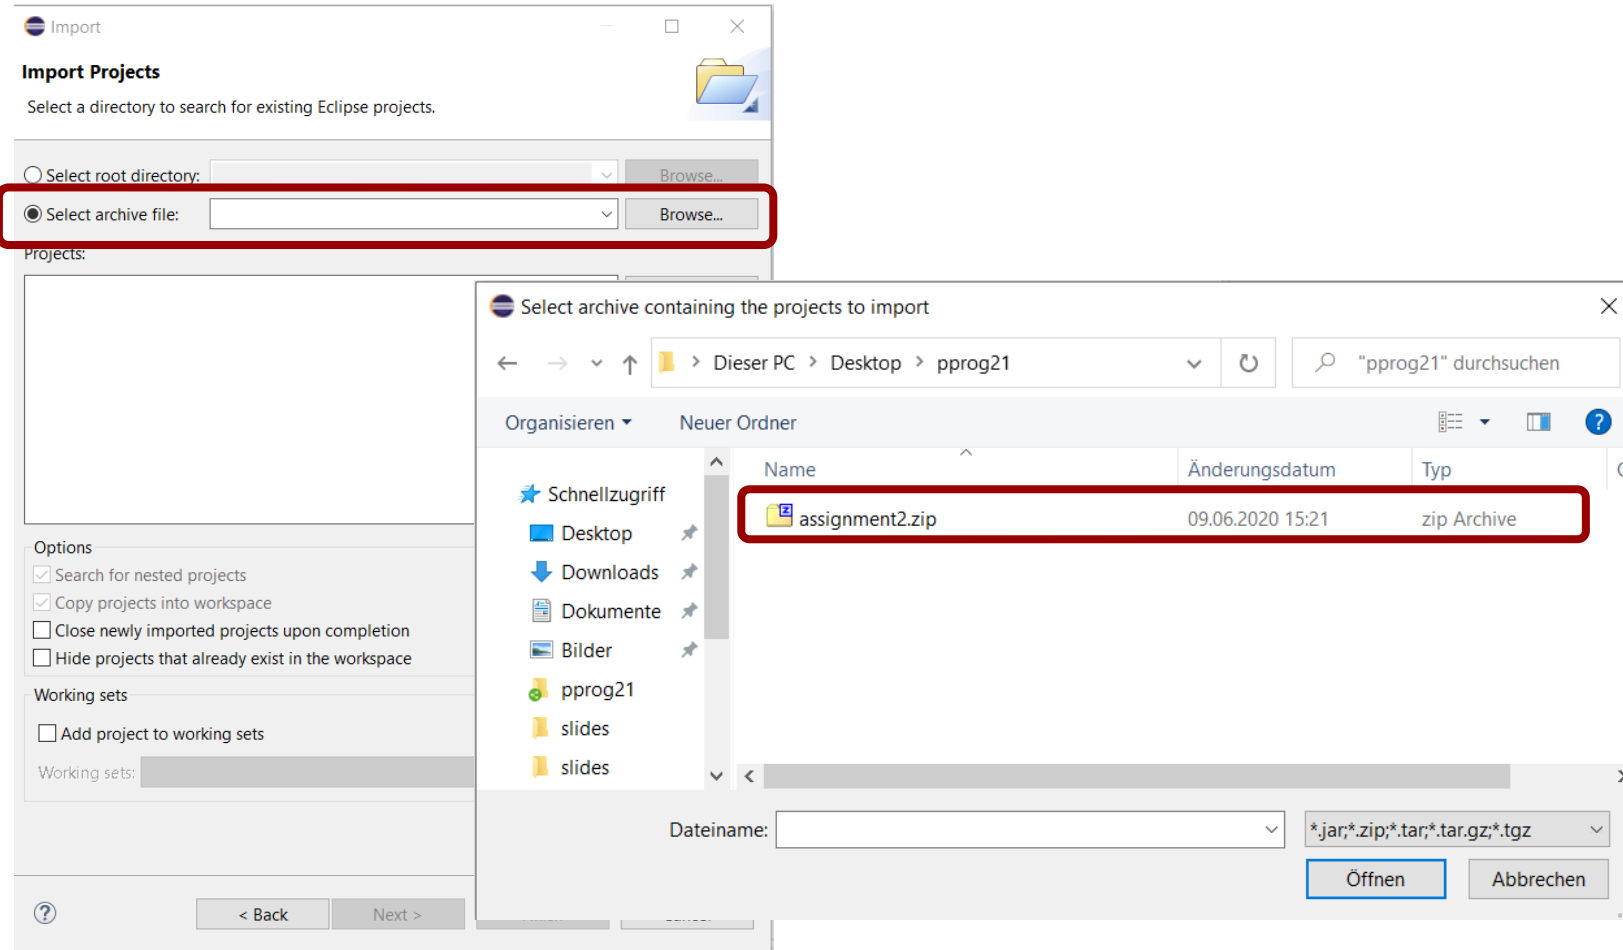 Import
Import Projects
Select a directory to search for existing Eclipse projects.
Select root directory:
Browse...
Select archive file:
Browse...
Projects:
Select archive containing the projects to import
Dieser PC > Desktop > pprog21
"pprog21" durchsuchen
Organisieren
Neuer Ordner
Name
Änderungsdatum
Typ
Schnellzugriff
Desktop
Downloads
Dokumente
Bilder
pprog21
slides
slides
assignment2.zip
09.06.2020 15:21
zip Archive
Dateiname:
*.jar;*.zip;*.tar;*.tar.gz;*.tgz
Öffnen
Abbrechen
Options
Search for nested projects
Copy projects into workspace
Close newly imported projects upon completion
Hide projects that already exist in the workspace
Working sets
Add project to working sets
Working sets:
< Back
Next >